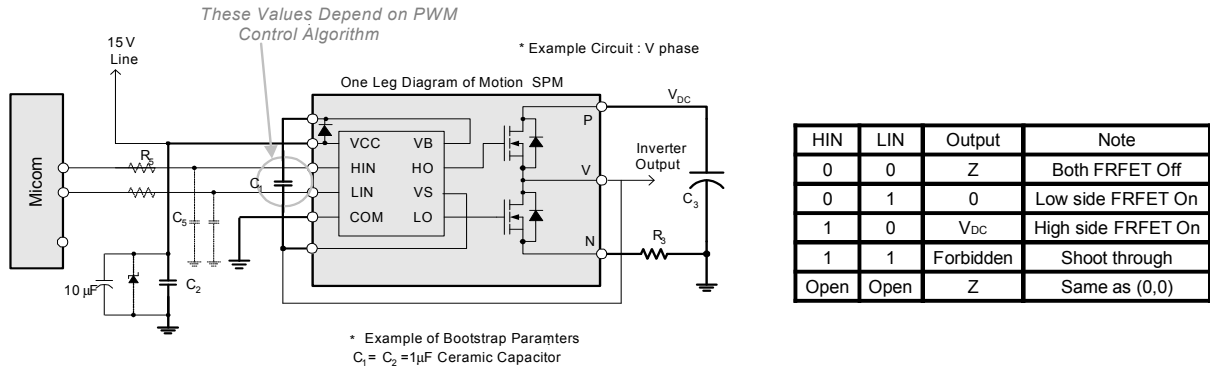 These Values Depend on PWM
Control Algorithm
15 V
Line
* Example Circuit : V phase
One Leg Diagram of Motion SPM
Micom
R5
C5
10 μF
C2
C1
VCC
HIN
LIN
COM
VB
HO
VS
LO
P
V
N
VDC
Inverter
Output
C3
R3
* Example of Bootstrap Paramters
C1= C2 =1μF Ceramic Capacitor
HIN LIN Output Note
0 0 Z Both FRFET Off
0 1 0 Low side FRFET On
1 0 VDC High side FRFET On
1 1 Forbidden Shoot through
Open Open Z Same as (0,0)